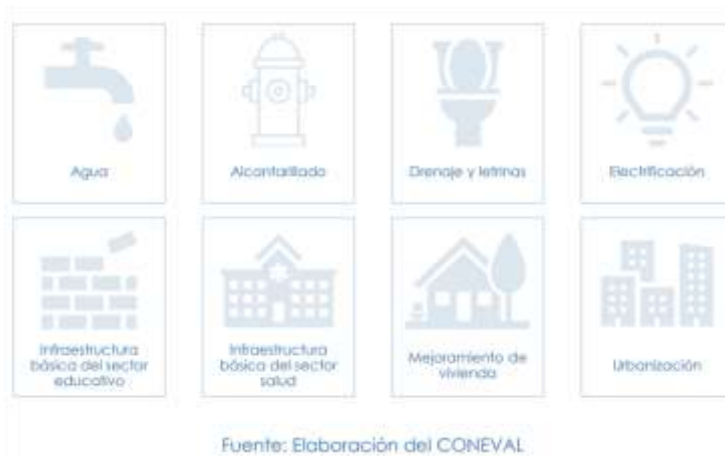 Agua
Alcantarillado
Drenaje y letrinas
Electrificación
Infraestructura
básica del sector
educativo
Infraestructura
básica del sector
salud
Mejoramiento de
vivienda
Urbanización
Fuente: Elaboración del CONEVAL